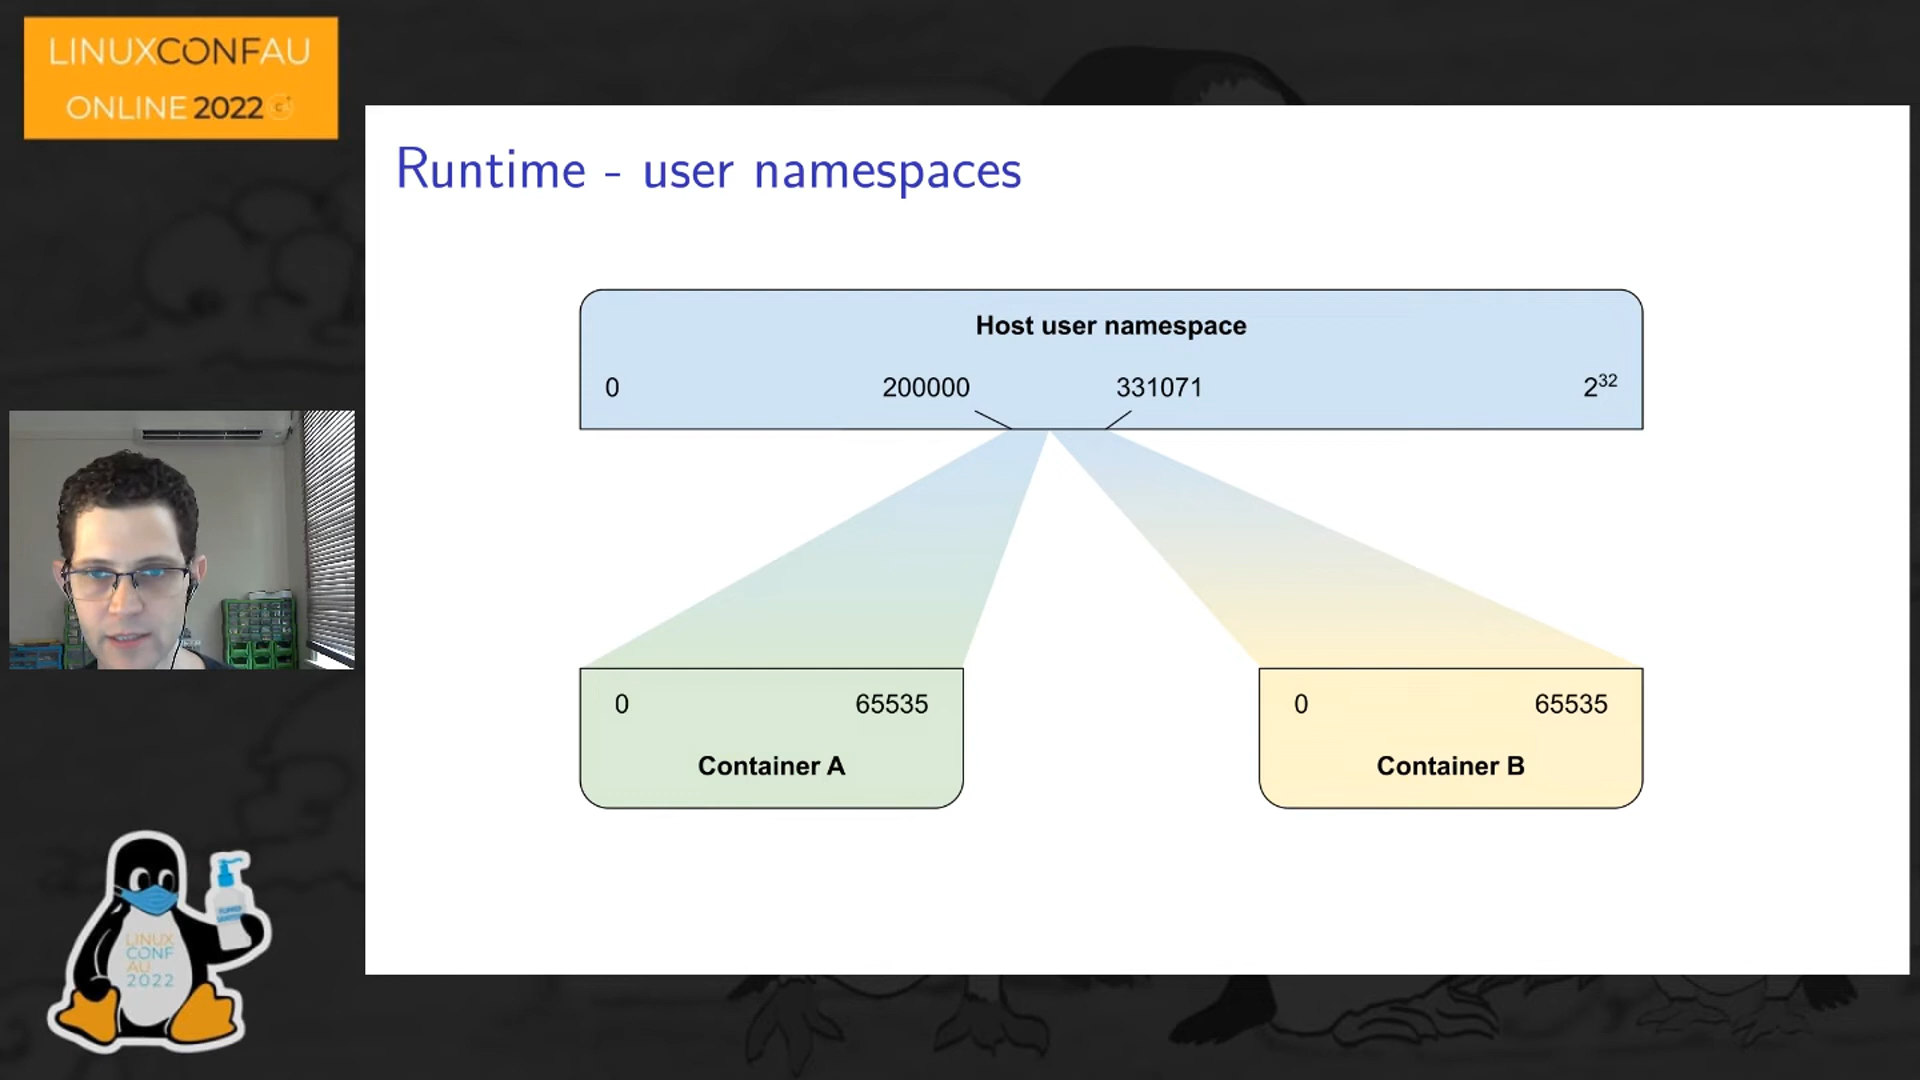 LINUXCONFAU
ONLINE 2022
Runtime - user namespaces
Host user namespace
0 200000 331071 2³²
0 65535
Container A
0 65535
Container B
LINUX
CONF
AU
2022